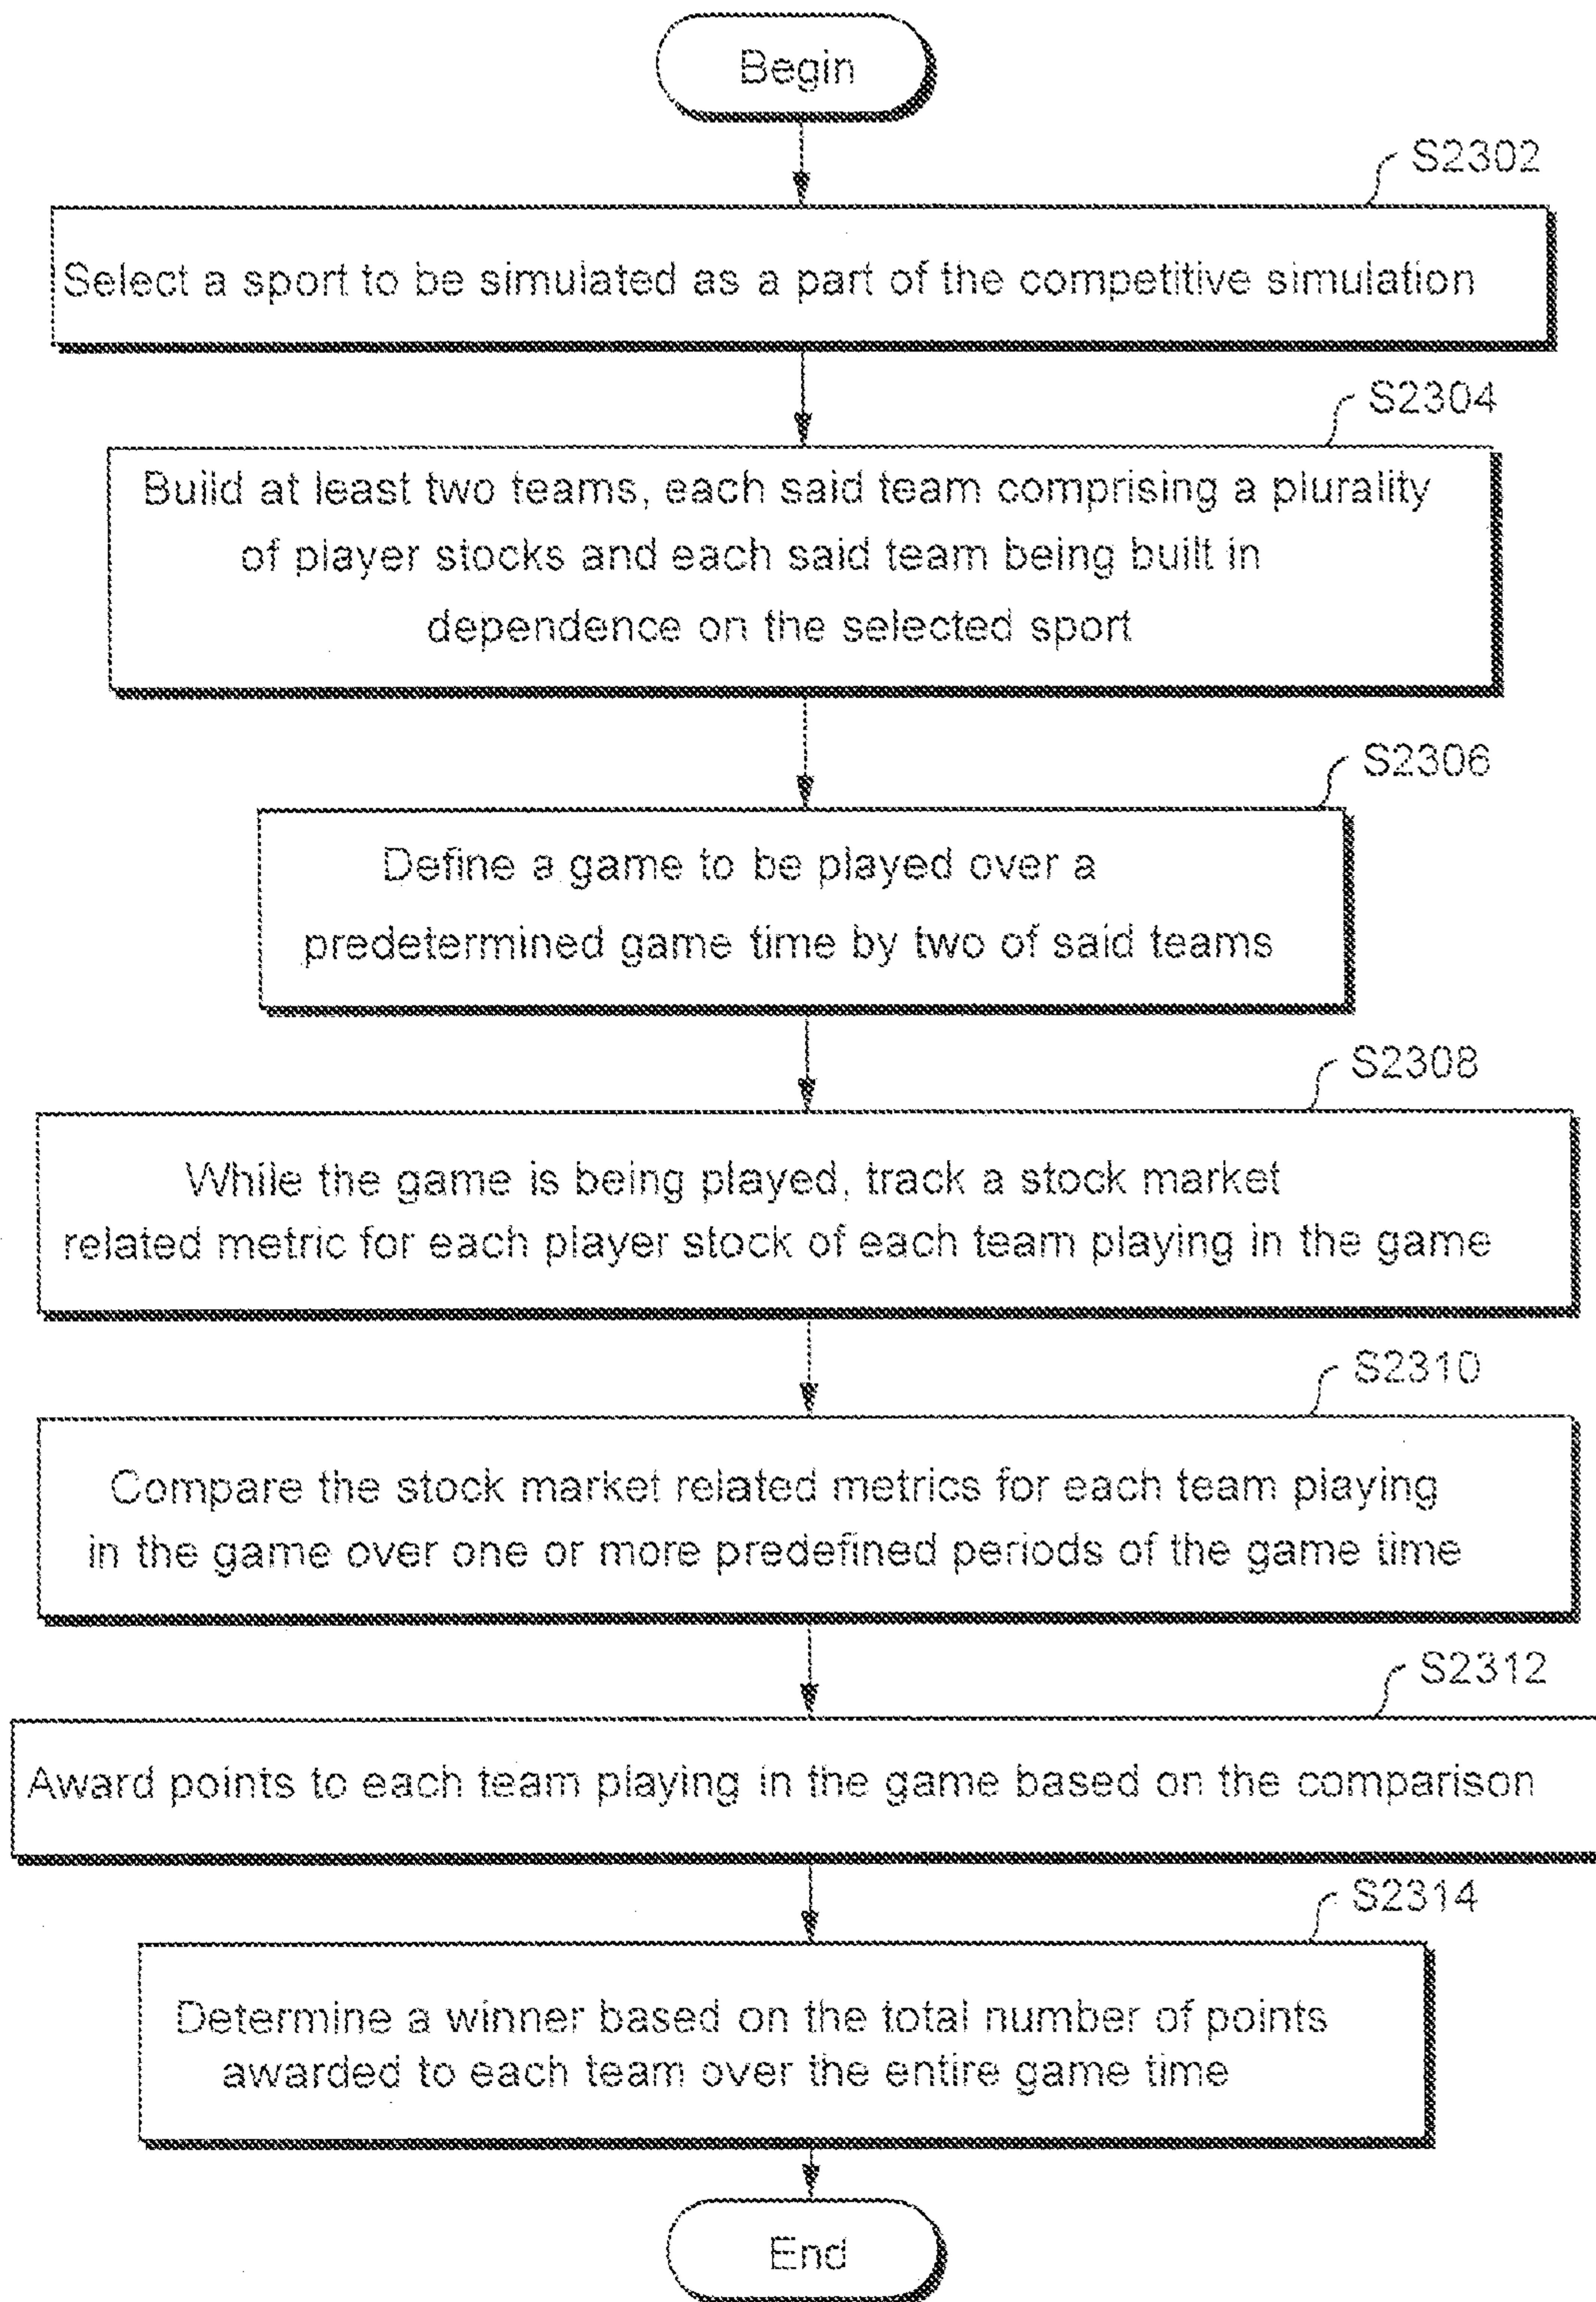 Begin
S2302
Select a sport to be simulated as a part of the competitive simulation
S2304
Build at least two teams, each said team comprising a plurality
of player stocks and each said team being built in
dependence on the selected sport
S2306
Define a game to be played over a
predetermined game time by two of said teams
S2308
While the game is being played, track a stock market
related metric for each player stock of each team playing in the game
S2310
Compare the stock market related metrics for each team playing
in the game over one or more predefined periods of the game time
S2312
Award points to each team playing in the game based on the comparison
S2314
Determine a winner based on the total number of points
awarded to each team over the entire game time
End